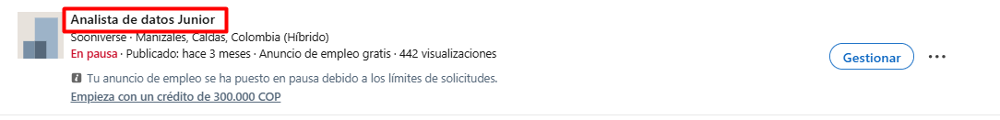 Analista de datos Junior
Sooniverse · Manizales, Caldas, Colombia (Híbrido)
En pausa · Publicado: hace 3 meses · Anuncio de empleo gratis · 442 visualizaciones
Gestionar
Tu anuncio de empleo se ha puesto en pausa debido a los límites de solicitudes.
Empieza con un crédito de 300.000 COP